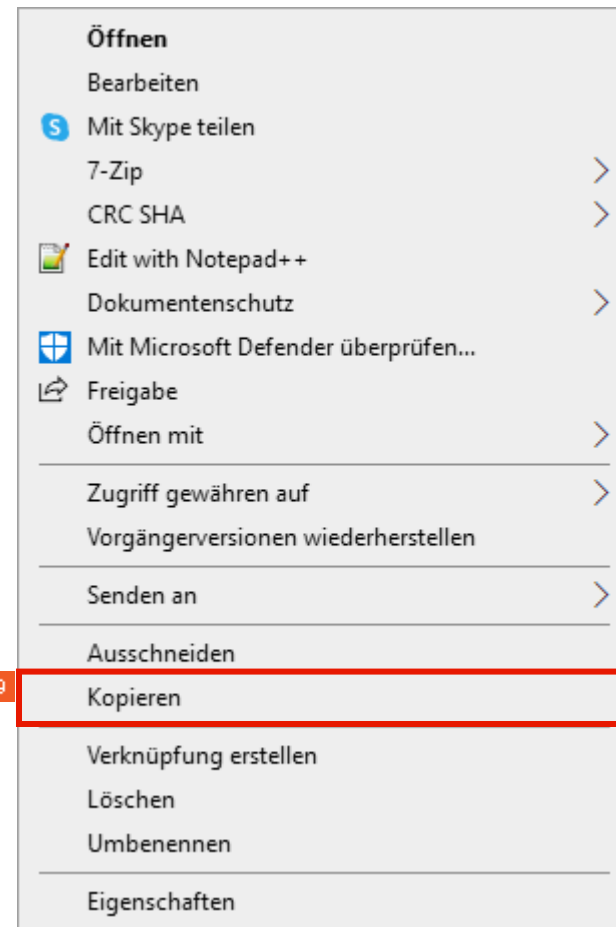 Öffnen
Bearbeiten
Mit Skype teilen
7-Zip
CRC SHA
Edit with Notepad++
Dokumentenschutz
Mit Microsoft Defender überprüfen...
Freigabe
Öffnen mit
Zugriff gewähren auf
Vorgängerversionen wiederherstellen
Senden an
Ausschneiden
9
Kopieren
Verknüpfung erstellen
Löschen
Umbenennen
Eigenschaften